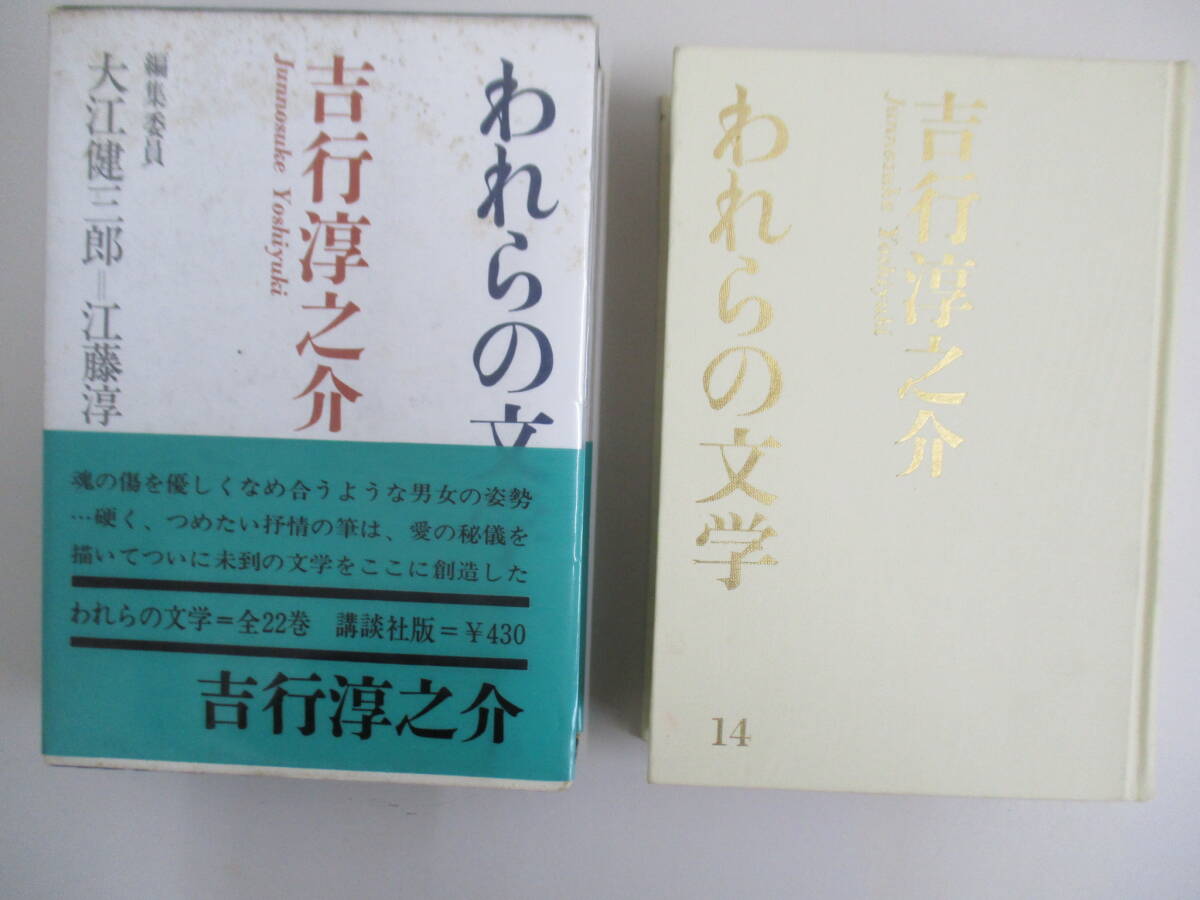 われらの文
吉行淳之介
Junnosuke Yoshiyuki
編集委員
大江健三郎＝江藤淳
魂の傷を優しくなめ合うような男女の姿勢
…硬く、つめたい抒情の筆は、愛の秘儀を
描いてついに未到の文学をここに創造した
われらの文学＝全22巻　講談社版＝￥430
吉行淳之介
吉行淳之介
Junnosuke Yoshiyuki
われらの文学
14